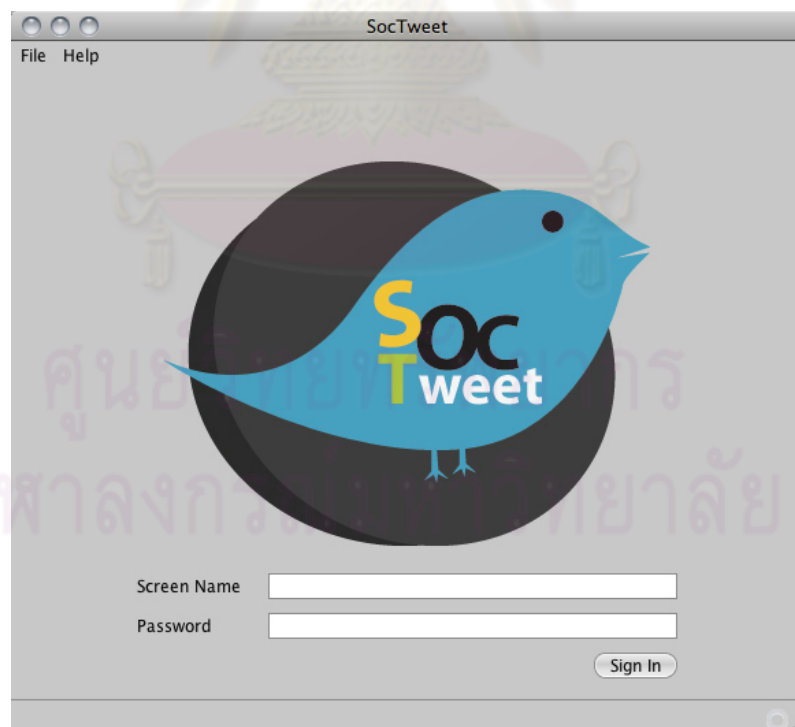 SocTweet
File Help
Soc
Tweet
ศูนย์วิทยทรัพยากร
จุฬาลงกรณ์มหาวิทยาลัย
Screen Name
Password
Sign In